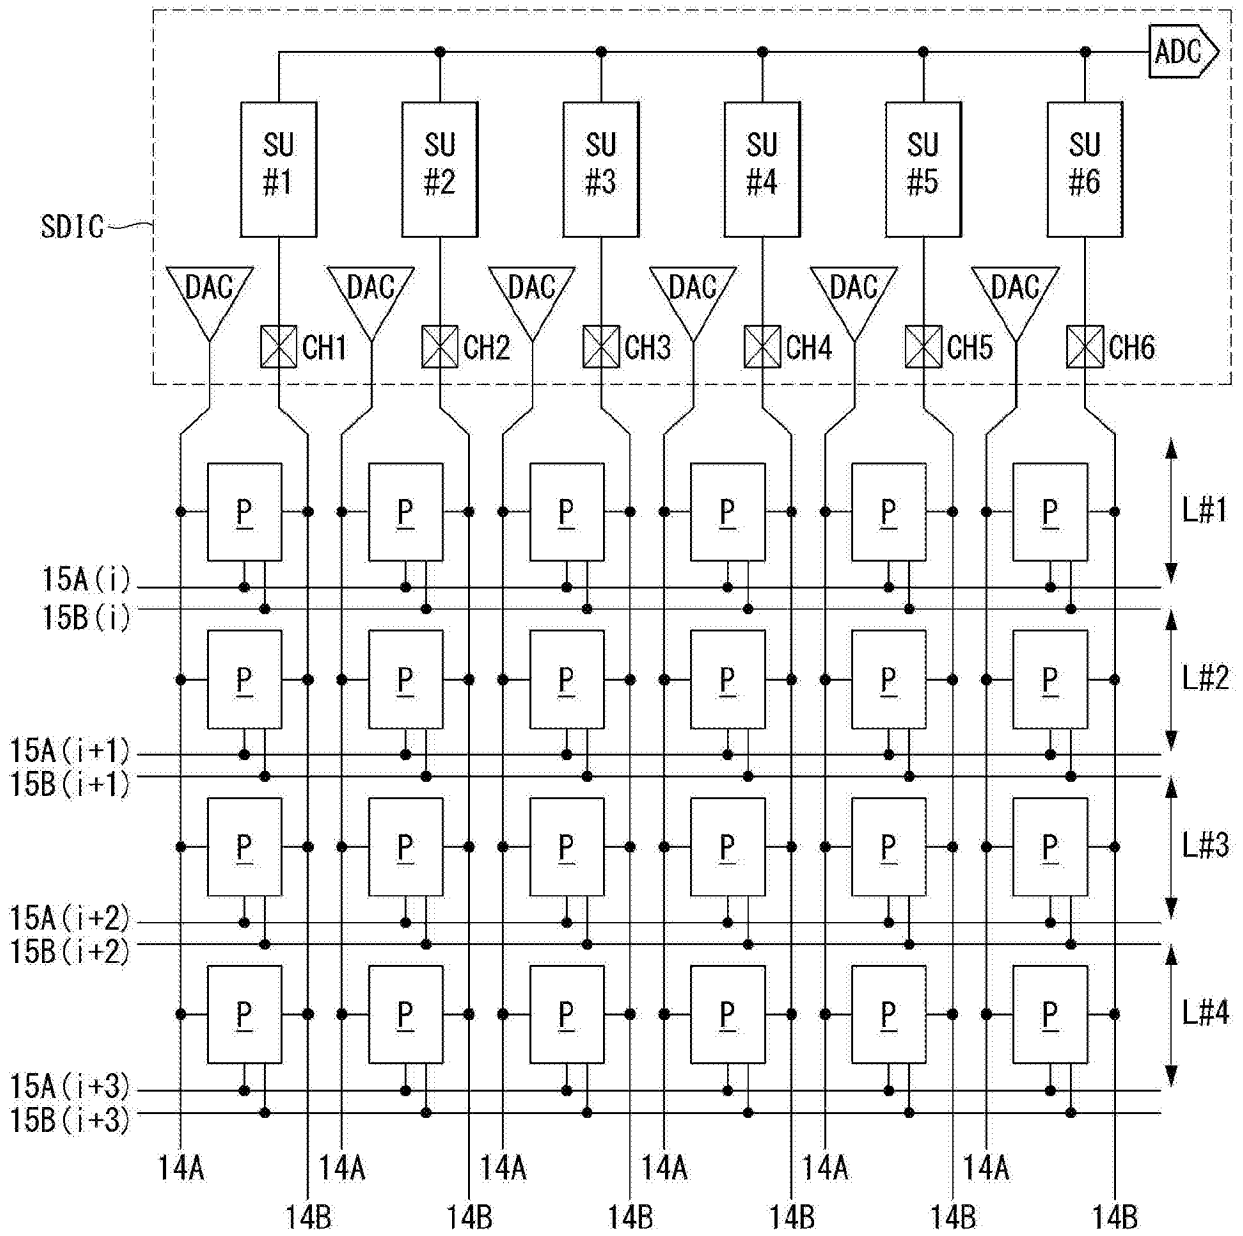 ADC
SU #1 SU #2 SU #3 SU #4 SU #5 SU #6
SDIC
DAC DAC DAC DAC DAC DAC
CH1 CH2 CH3 CH4 CH5 CH6
P P P P P P L#1
15A(i)
15B(i)
P P P P P P L#2
15A(i+1)
15B(i+1)
P P P P P P L#3
15A(i+2)
15B(i+2)
P P P P P P L#4
15A(i+3)
15B(i+3)
14A 14A 14A 14A 14A 14A
14B 14B 14B 14B 14B 14B